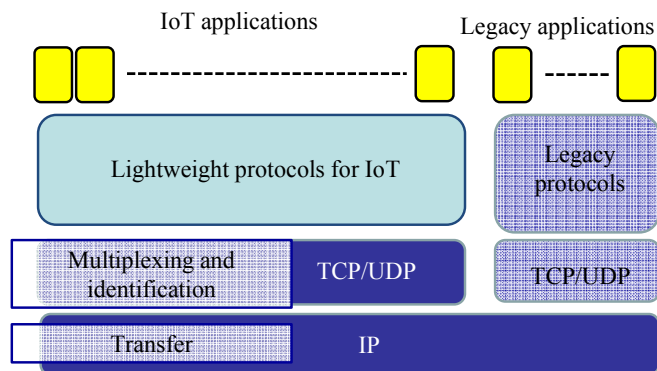 IoT applications
Legacy applications
Lightweight protocols for IoT
Legacy
protocols
Multiplexing and
identification
TCP/UDP
TCP/UDP
Transfer
IP